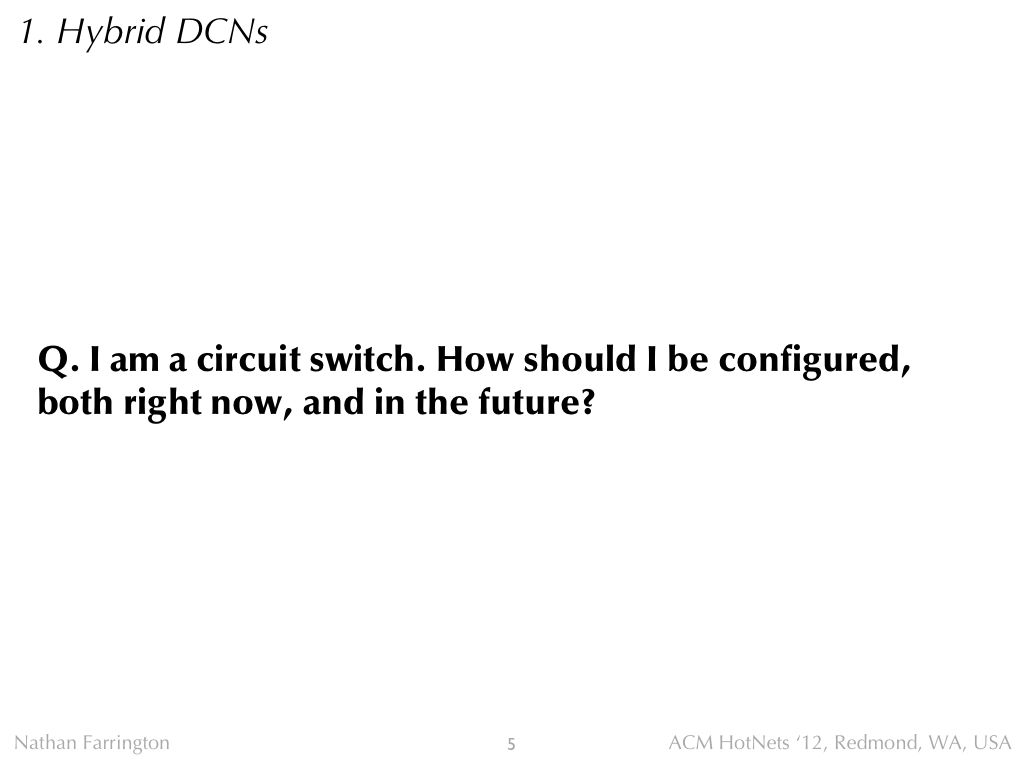 1. Hybrid DCNs
Q. I am a circuit switch. How should I be configured,
both right now, and in the future?
Nathan Farrington
5
ACM HotNets ‘12, Redmond, WA, USA